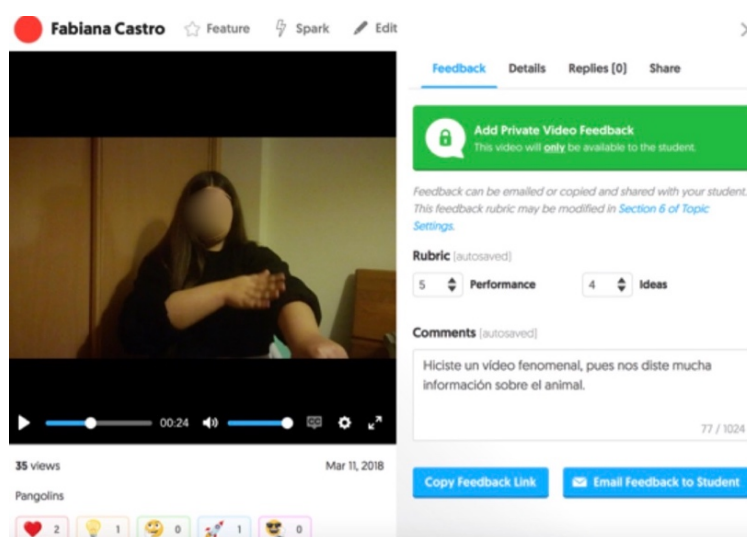 Fabiana Castro Feature Spark Edit
Feedback Details Replies (0) Share
Add Private Video Feedback
This video will only be available to the student.
Feedback can be emailed or copied and shared with your student.
This feedback rubric may be modified in Section 6 of Topic
Settings.
Rubric (autosaved)
5 Performance 4 Ideas
Comments (autosaved)
Hiciste un vídeo fenomenal, pues nos diste mucha
información sobre el animal.
77 / 1024
00:24
35 views Mar 11, 2018
Copy Feedback Link Email Feedback to Student
Pangolins
2 1 0 1 0